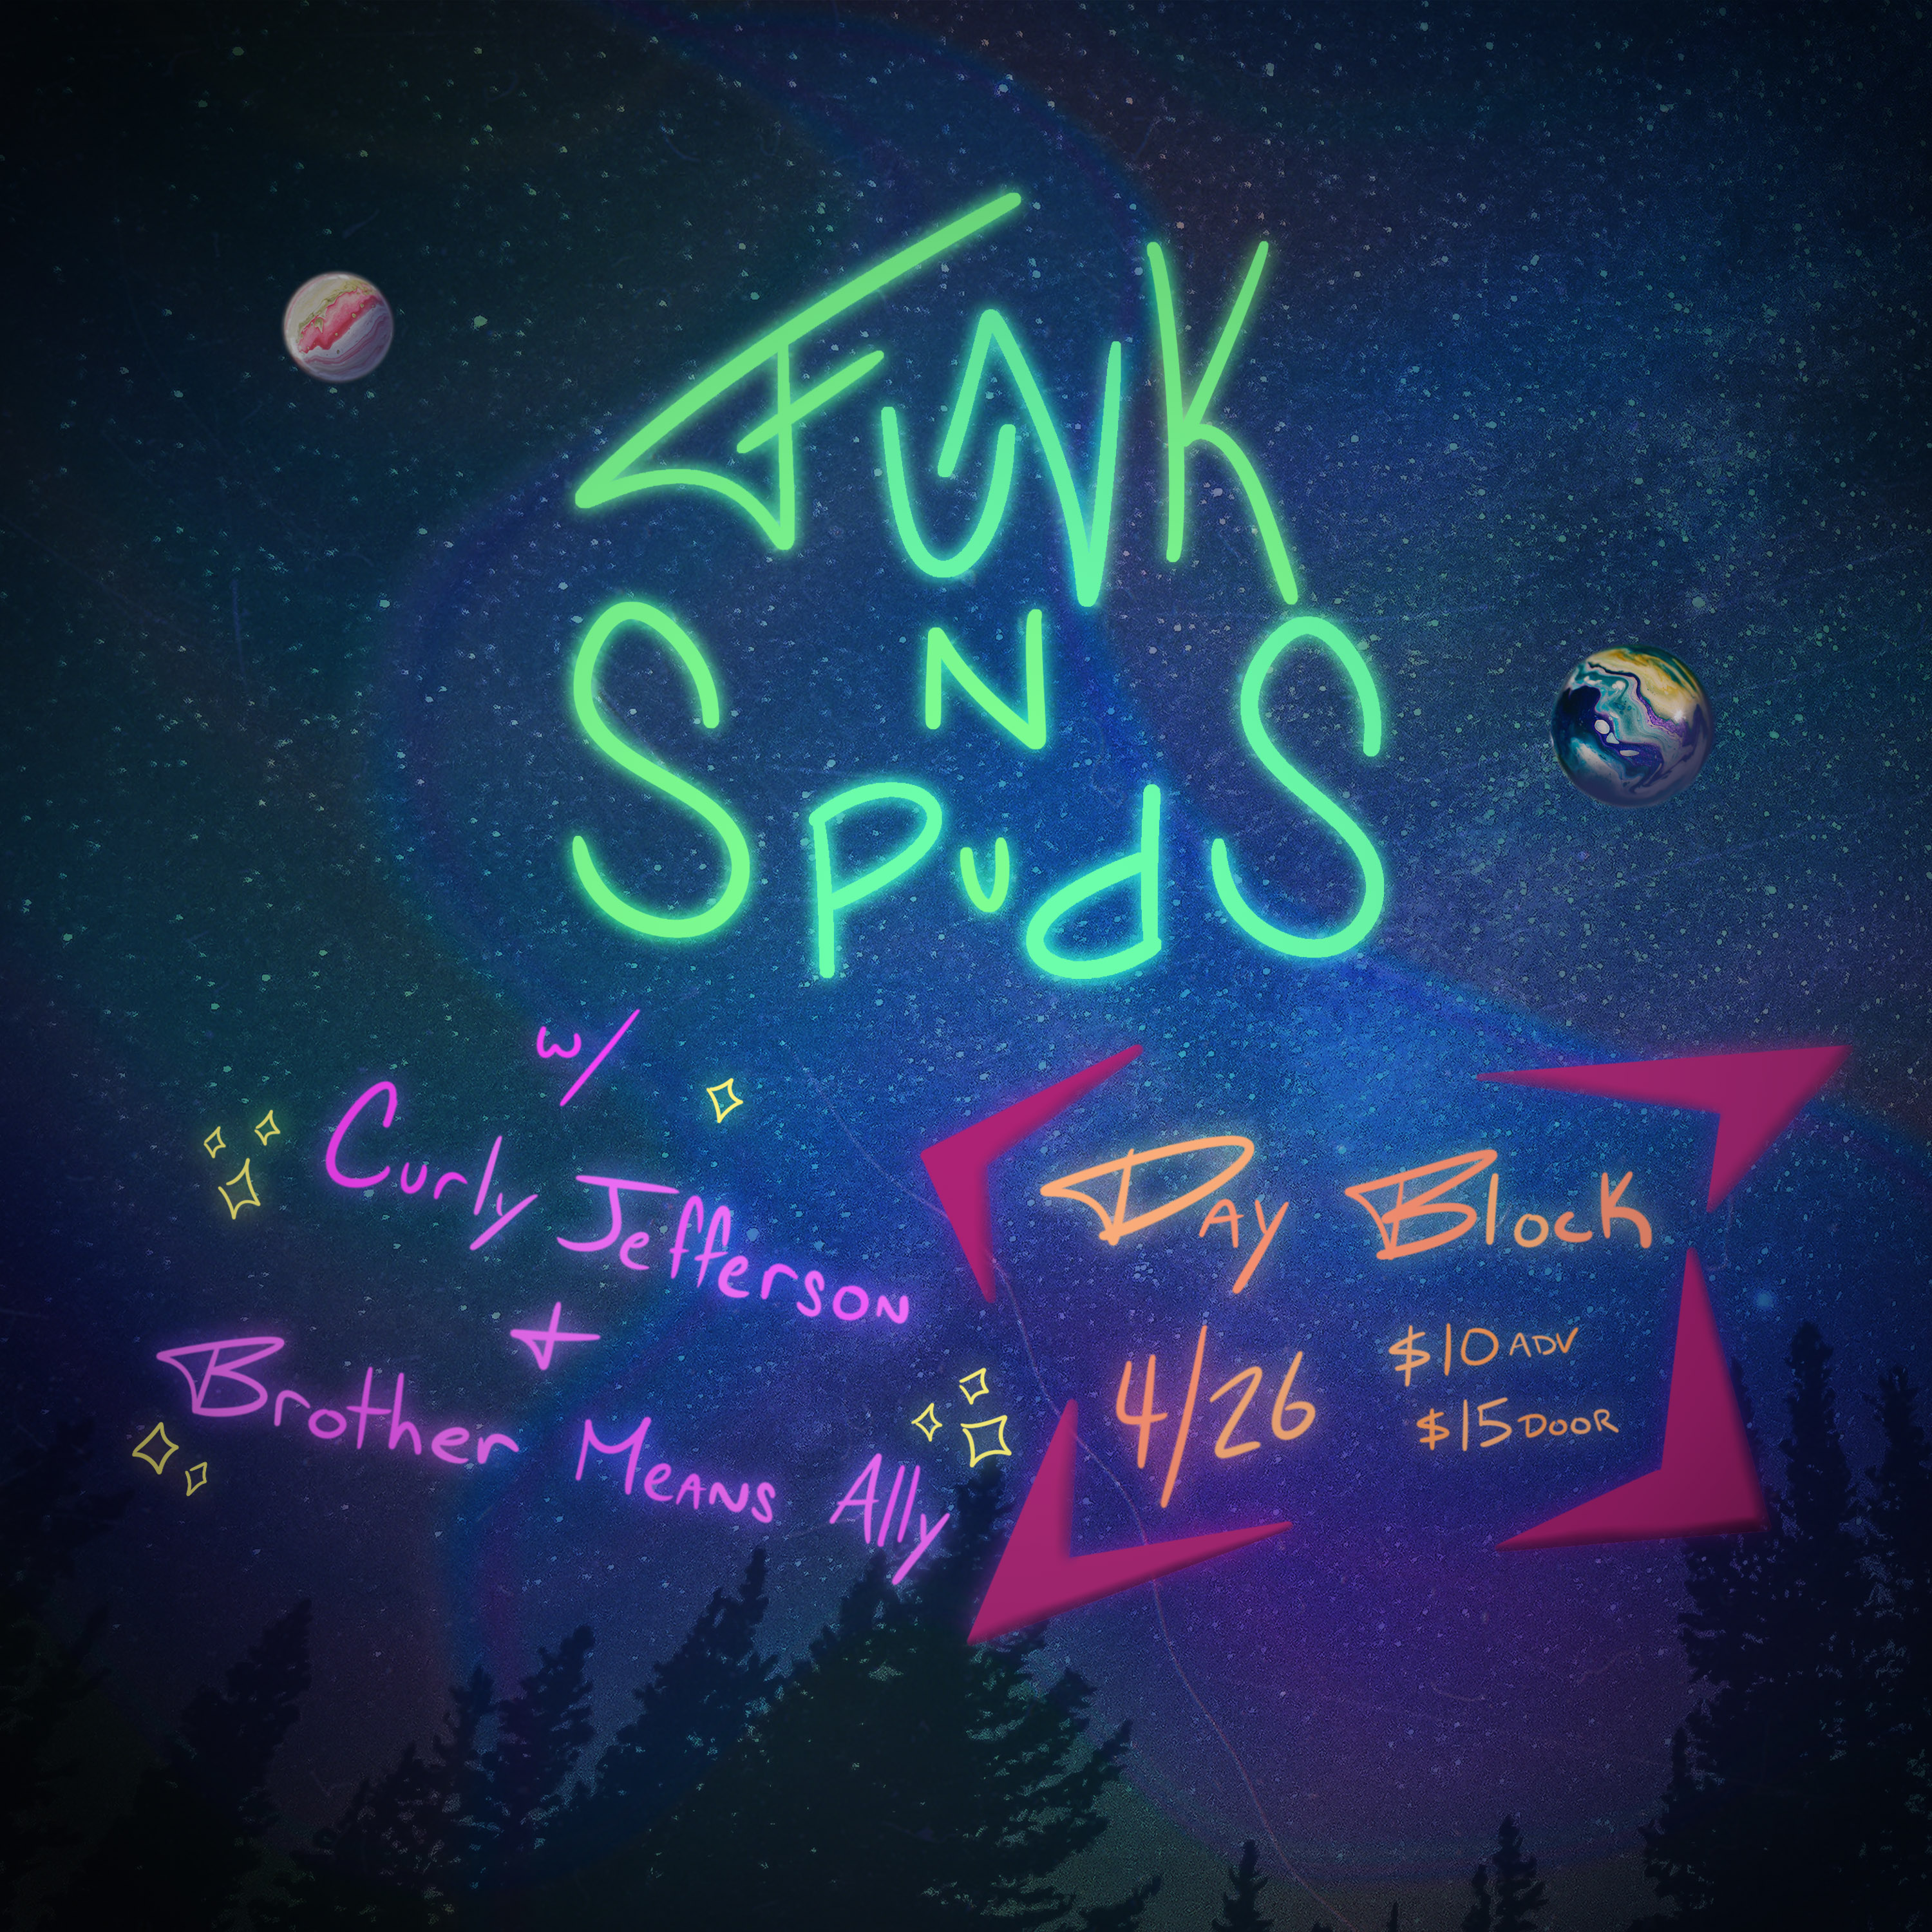 FUNK
N
SPudS
w/
Curly Jefferson
+
Brother Means Ally
Day Block
4/26
$10 ADV
$15 DOOR